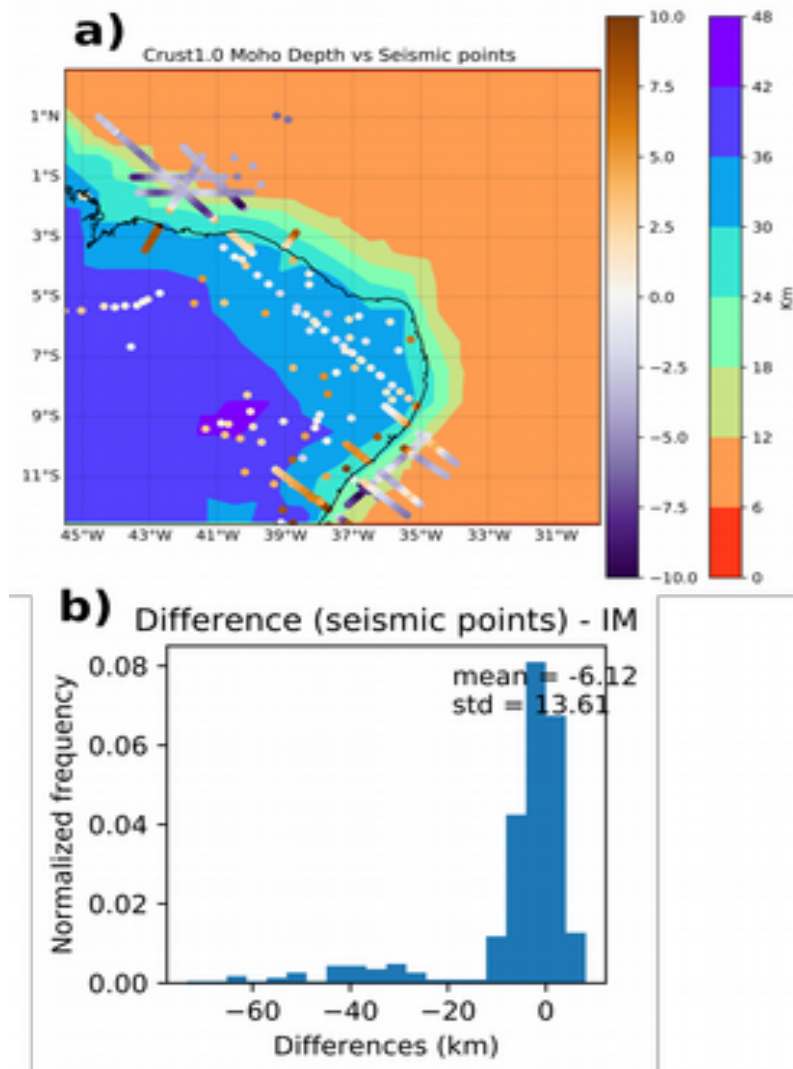 a)
Crust1.0 Moho Depth vs Seismic points
1°N
1°S
3°S
5°S
7°S
9°S
11°S
45°W 43°W 41°W 39°W 37°W 35°W 33°W 31°W
10.0
7.5
5.0
2.5
0.0
−2.5
−5.0
−7.5
−10.0
48
42
36
30
24
18
12
6
0
Km
b)
Difference (seismic points) - IM
mean = -6.12
std = 13.61
Normalized frequency
0.08
0.06
0.04
0.02
0.00
−60 −40 −20 0
Differences (km)